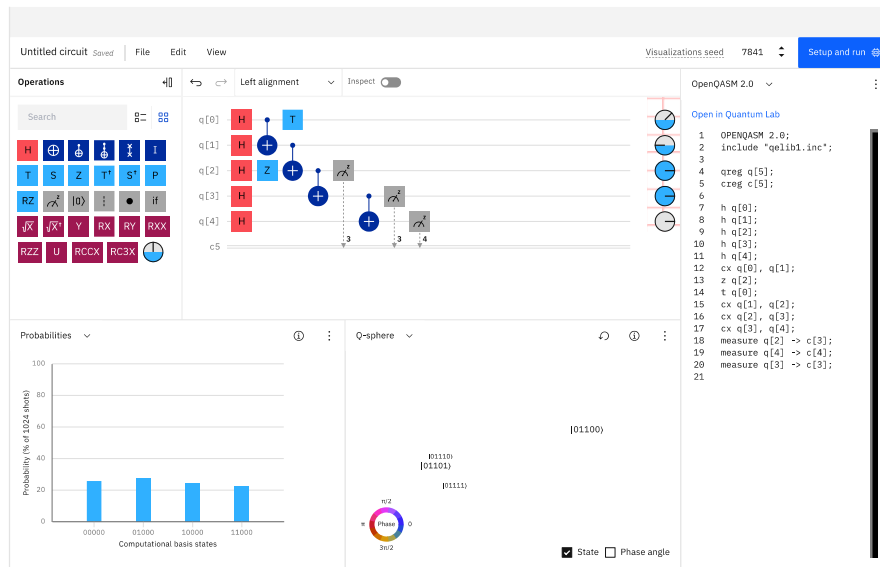 Untitled circuit Saved File Edit View Visualizations seed 7841 Setup and run
Operations
Left alignment
Inspect
OpenQASM 2.0
Search
Open in Quantum Lab
H I
T S Z T† S† P
RZ z |0⟩ if
√X √X† Y RX RY RXX
RZZ U RCCX RC3X
q[0] H T
q[1] H
q[2] H Z z
q[3] H z
q[4] H z
c5 3 3 4
1 OPENQASM 2.0;
2 include "qelib1.inc";
3
4 qreg q[5];
5 creg c[5];
6
7 h q[0];
8 h q[1];
9 h q[2];
10 h q[3];
11 h q[4];
12 cx q[0], q[1];
13 z q[2];
14 t q[0];
15 cx q[1], q[2];
16 cx q[2], q[3];
17 cx q[3], q[4];
18 measure q[2] -> c[3];
19 measure q[4] -> c[4];
20 measure q[3] -> c[3];
21
Probabilities
Probability (% of 1024 shots)
100
80
60
40
20
0
00000 01000 10000 11000
Computational basis states
Q-sphere
|01100⟩
|01110⟩
|01101⟩
|01111⟩
π/2
π Phase 0
3π/2
State Phase angle